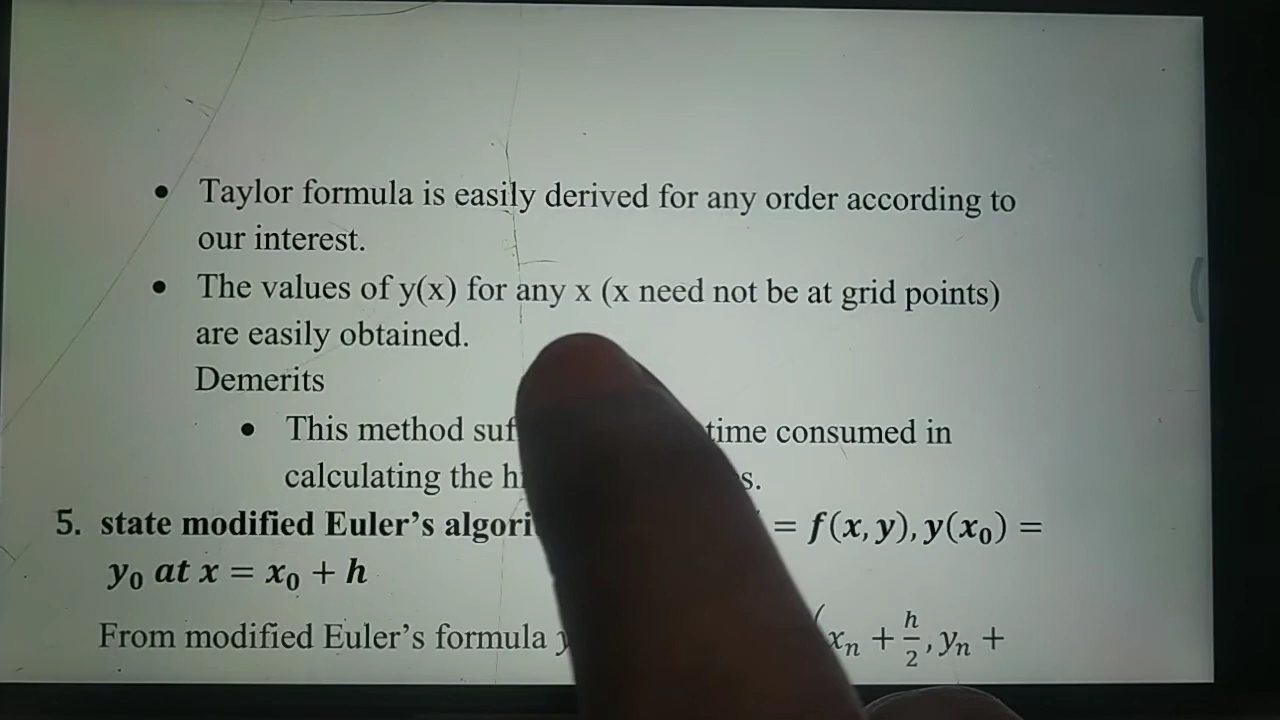 • Taylor formula is easily derived for any order according to
our interest.
• The values of y(x) for any x (x need not be at grid points)
are easily obtained.
Demerits
• This method time consumed in
calculating the
5. state modified Euler's = f(x, y), y(x₀) =
y₀ at x = x₀ + h
From modified Euler's formula y (xₙ + h/2, yₙ +